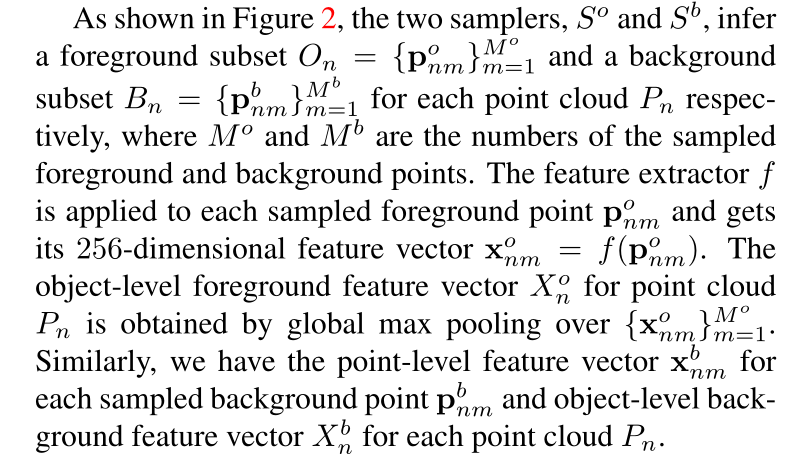 As shown in Figure 2, the two samplers, $S^o$ and $S^b$, infer
a foreground subset $O_n = \{\mathbf{p}^o_{nm}\}^{M^o}_{m=1}$ and a background
subset $B_n = \{\mathbf{p}^b_{nm}\}^{M^b}_{m=1}$ for each point cloud $P_n$ respec-
tively, where $M^o$ and $M^b$ are the numbers of the sampled
foreground and background points. The feature extractor $f$
is applied to each sampled foreground point $\mathbf{p}^o_{nm}$ and gets
its 256-dimensional feature vector $\mathbf{x}^o_{nm} = f(\mathbf{p}^o_{nm})$. The
object-level foreground feature vector $X^o_n$ for point cloud
$P_n$ is obtained by global max pooling over $\{\mathbf{x}^o_{nm}\}^{M^o}_{m=1}$.
Similarly, we have the point-level feature vector $\mathbf{x}^b_{nm}$ for
each sampled background point $\mathbf{p}^b_{nm}$ and object-level back-
ground feature vector $X^b_n$ for each point cloud $P_n$.